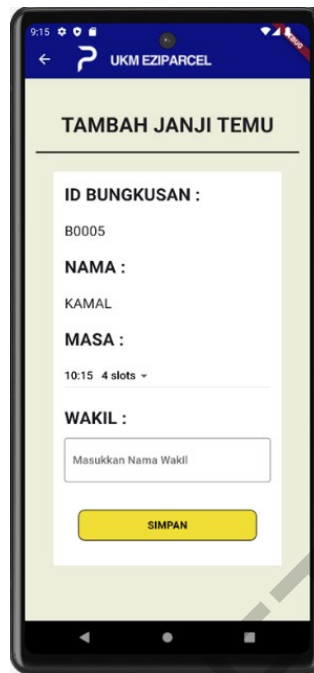 9:15
DEBUG
UKM EZIPARCEL
TAMBAH JANJI TEMU
ID BUNGKUSAN :
B0005
NAMA :
KAMAL
MASA :
10:15 4 slots
WAKIL :
Masukkan Nama Wakil
SIMPAN